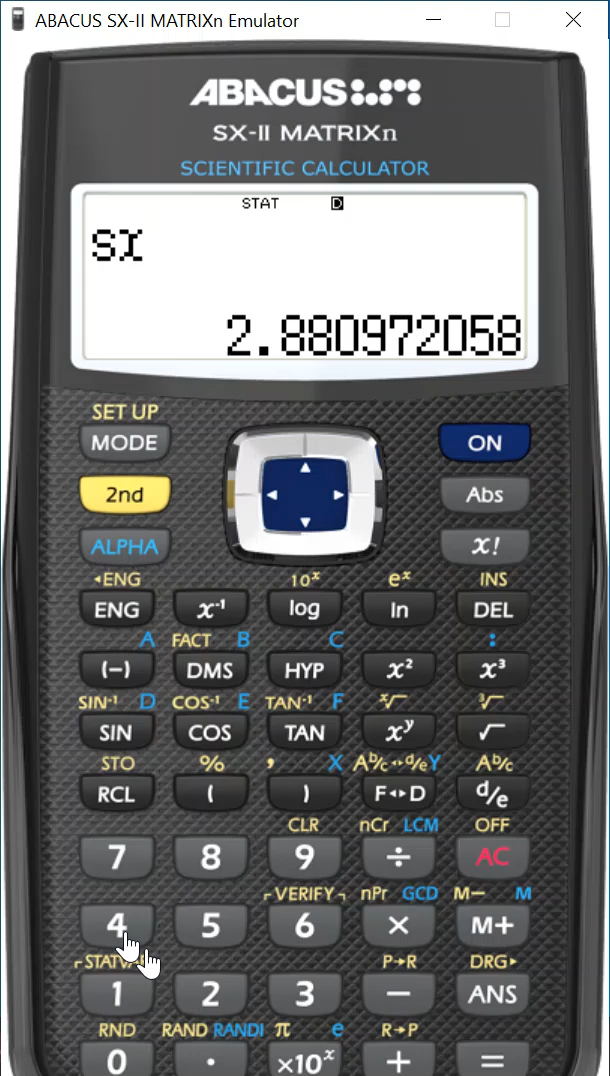 ABACUS SX-II MATRIXn Emulator
ABACUS
SX-II MATRIXn
SCIENTIFIC CALCULATOR
STAT D
Sx
2.880972058
SET UP
MODE ON
2nd Abs
ALPHA x!
◂ENG 10ˣ eˣ INS
ENG x⁻¹ log ln DEL
A FACT B C :
(−) DMS HYP x² x³
SIN⁻¹ D COS⁻¹ E TAN⁻¹ F ˣ√ ³√
SIN COS TAN xʸ √
STO % , X Aᵇ/c◂▸d/e Y Aᵇ/c
RCL ( ) F◂▸D d/e
CLR nCr LCM OFF
7 8 9 ÷ AC
┌VERIFY┐ nPr GCD M− M
4 5 6 × M+
P→R DRG▸
1 2 3 − ANS
RND RAND RANDI π e R→P
0 · ×10ˣ + =